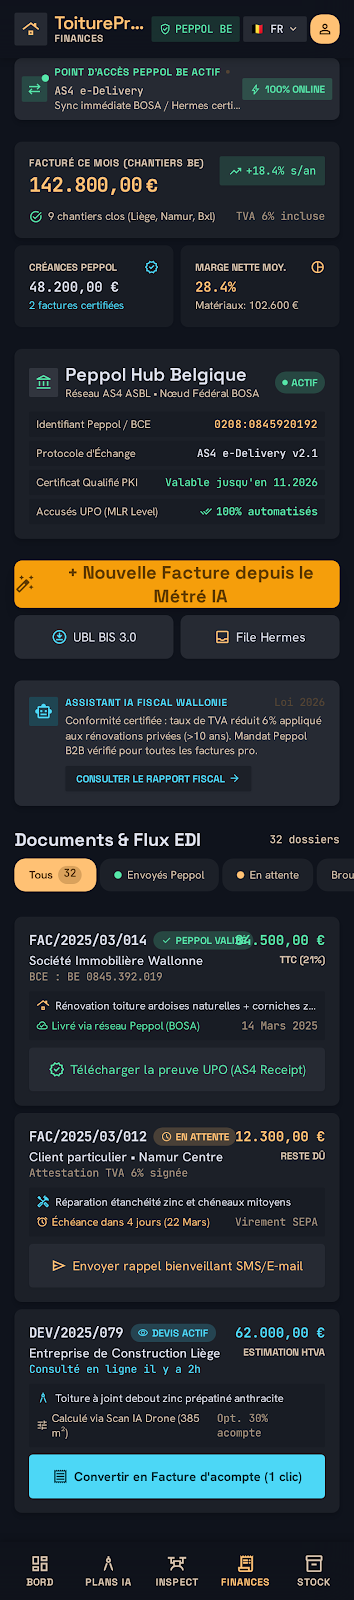 ToiturePr...
FINANCES
PEPPOL BE
FR
POINT D'ACCÈS PEPPOL BE ACTIF
AS4 e-Delivery
Sync immédiate BOSA / Hermes certi...
100% ONLINE
FACTURÉ CE MOIS (CHANTIERS BE)
142.800,00 €
+18.4% s/an
9 chantiers clos (Liège, Namur, Bxl)
TVA 6% incluse
CRÉANCES PEPPOL
48.200,00 €
2 factures certifiées
MARGE NETTE MOY.
28.4%
Matériaux: 102.600 €
Peppol Hub Belgique
Réseau AS4 ASBL • Nœud Fédéral BOSA
ACTIF
Identifiant Peppol / BCE
0208:0845920192
Protocole d'Échange
AS4 e-Delivery v2.1
Certificat Qualifié PKI
Valable jusqu'en 11.2026
Accusés UPO (MLR Level)
100% automatisés
+ Nouvelle Facture depuis le
Métré IA
UBL BIS 3.0
File Hermes
ASSISTANT IA FISCAL WALLONIE
Loi 2026
Conformité certifiée : taux de TVA réduit 6% appliqué
aux rénovations privées (>10 ans). Mandat Peppol
B2B vérifié pour toutes les factures pro.
CONSULTER LE RAPPORT FISCAL →
Documents & Flux EDI
32 dossiers
Tous 32
Envoyés Peppol
En attente
Brou
FAC/2025/03/014
PEPPOL VALI
4.500,00 €
Société Immobilière Wallonne
TTC (21%)
BCE : BE 0845.392.019
Rénovation toiture ardoises naturelles + corniches z...
Livré via réseau Peppol (BOSA)
14 Mars 2025
Télécharger la preuve UPO (AS4 Receipt)
FAC/2025/03/012
EN ATTENTE
12.300,00 €
Client particulier • Namur Centre
RESTE DÛ
Attestation TVA 6% signée
Réparation étanchéité zinc et chéneaux mitoyens
Échéance dans 4 jours (22 Mars)
Virement SEPA
Envoyer rappel bienveillant SMS/E-mail
DEV/2025/079
DEVIS ACTIF
62.000,00 €
Entreprise de Construction Liège
ESTIMATION HTVA
Consulté en ligne il y a 2h
Toiture à joint debout zinc prépatiné anthracite
Calculé via Scan IA Drone (385
m²)
Opt. 30%
acompte
Convertir en Facture d'acompte (1 clic)
BORD
PLANS IA
INSPECT
FINANCES
STOCK